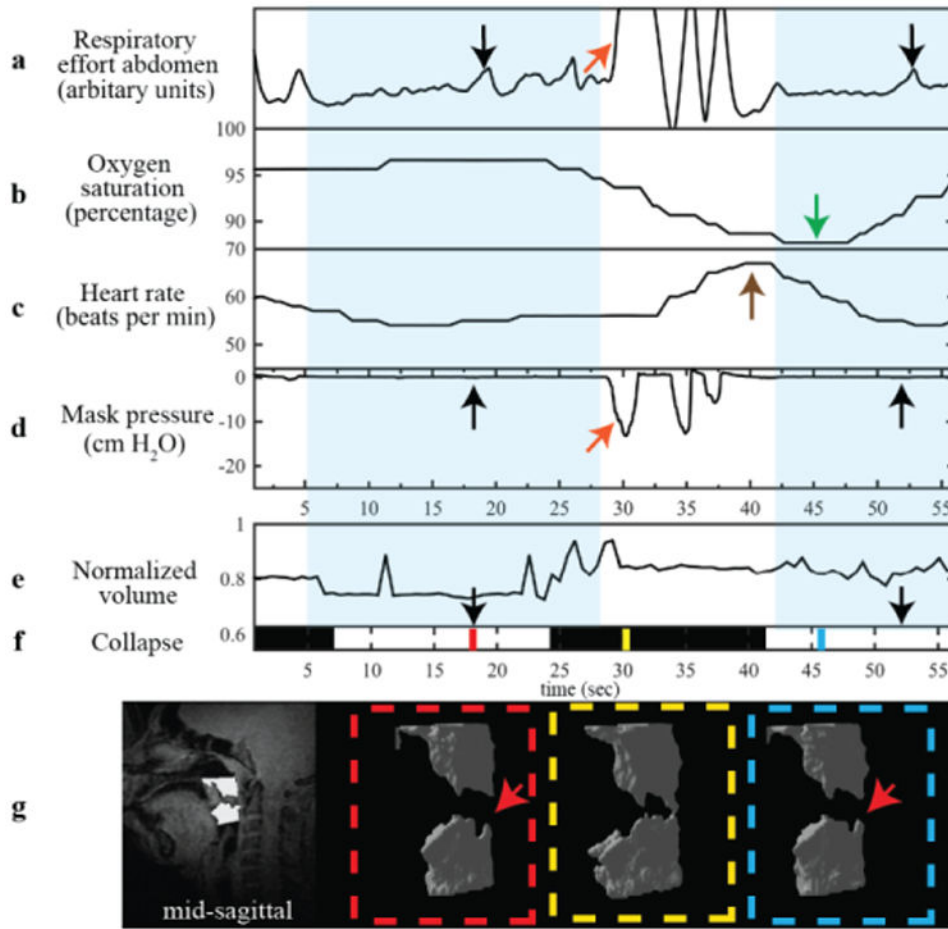 a
Respiratory
effort abdomen
(arbitary units)
100
b
Oxygen
saturation
(percentage)
95
90
70
c
Heart rate
(beats per min)
60
50
d
Mask pressure
(cm H₂O)
0
-10
-20
5 10 15 20 25 30 35 40 45 50 55
e
Normalized
volume
1
0.8
0.6
f
Collapse
5 10 15 20 25 30 35 40 45 50 55
time (sec)
g
mid-sagittal